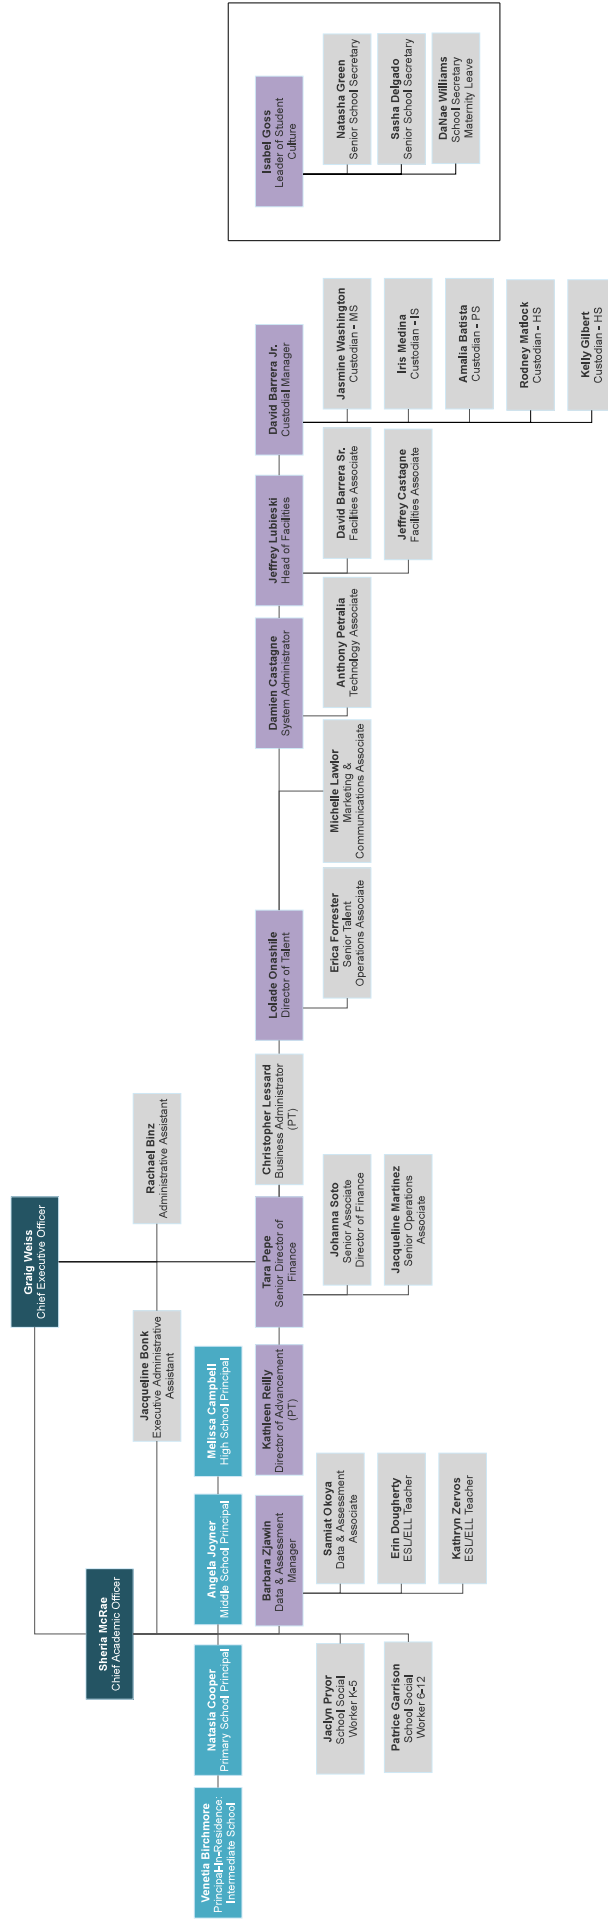 Graig Weiss
Chief Executive Officer
Sheria McRae
Chief Academic Officer
Jacqueline Bonk
Executive Administrative
Assistant
Rachael Binz
Administrative Assistant
Venetia Birchmore
Principal-In-Residence:
Intermediate School
Natasia Cooper
Primary School Principal
Angela Joyner
Middle School Principal
Melissa Campbell
High School Principal
Barbara Zjawin
Data & Assessment
Manager
Kathleen Reilly
Director of Advancement
(PT)
Tara Pepe
Senior Director of
Finance
Christopher Lessard
Business Administrator
(PT)
Lolade Onashile
Director of Talent
Damien Castagne
System Administrator
Jeffrey Lubieski
Head of Facilities
David Barrera Jr.
Custodial Manager
Isabel Goss
Leader of Student
Culture
Jaclyn Pryor
School Social
Worker K-5
Patrice Garrison
School Social
Worker 6-12
Samiat Okoya
Data & Assessment
Associate
Erin Dougherty
ESL/ELL Teacher
Kathryn Zervos
ESL/ELL Teacher
Johanna Soto
Senior Associate
Director of Finance
Jacqueline Martinez
Senior Operations
Associate
Erica Forrester
Senior Talent
Operations Associate
Michelle Lawlor
Marketing &
Communications Associate
Anthony Petralia
Technology Associate
David Barrera Sr.
Facilities Associate
Jeffrey Castagne
Facilities Associate
Jasmine Washington
Custodian - MS
Iris Medina
Custodian - IS
Amalia Batista
Custodian - PS
Rodney Matlock
Custodian - HS
Kelly Gilbert
Custodian - HS
Natasha Green
Senior School Secretary
Sasha Delgado
Senior School Secretary
DaNae Williams
School Secretary
Maternity Leave